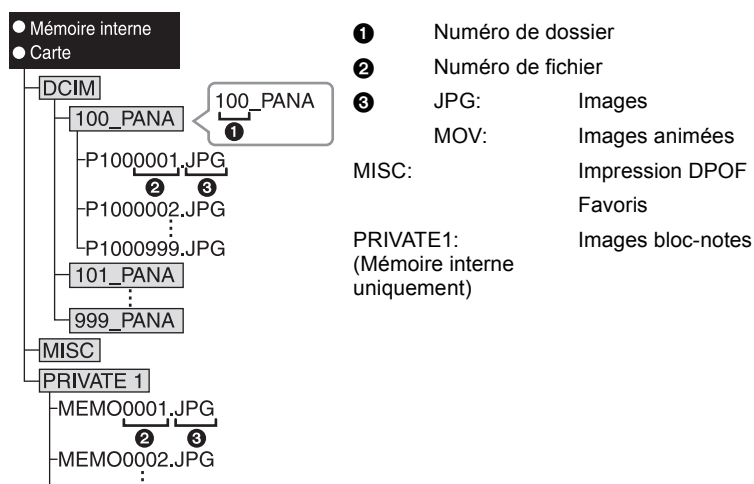 ● Mémoire interne
● Carte
DCIM
100_PANA
100_PANA
❶
P1000001.JPG
❷ ❸
P1000002.JPG
P1000999.JPG
101_PANA
999_PANA
MISC
PRIVATE 1
MEMO0001.JPG
❷ ❸
MEMO0002.JPG
❶ Numéro de dossier
❷ Numéro de fichier
❸ JPG: Images
MOV: Images animées
MISC: Impression DPOF
Favoris
PRIVATE1: Images bloc-notes
(Mémoire interne
uniquement)